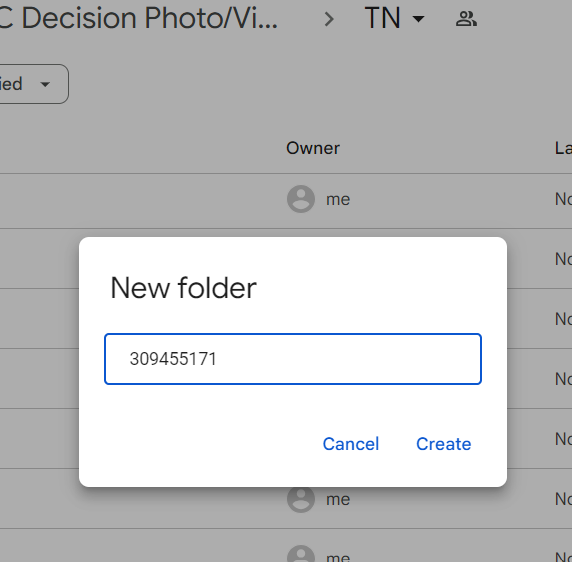 C Decision Photo/Vi... > TN
ied
Owner
La
me
No
No
No
No
New folder
309455171
Cancel Create
No
me
No
me
No